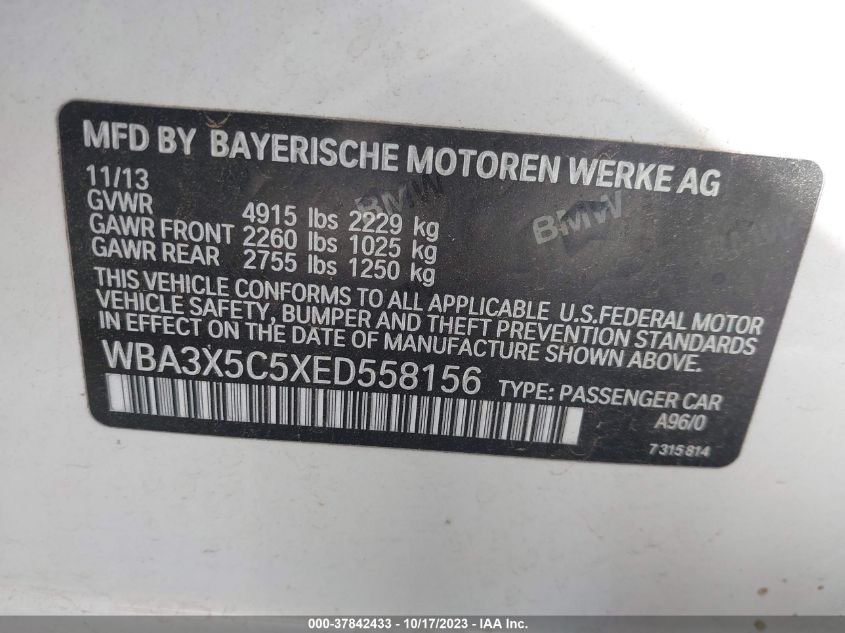 MFD BY BAYERISCHE MOTOREN WERKE AG
11/13
GVWR 4915 lbs 2229 kg
GAWR FRONT 2260 lbs 1025 kg
GAWR REAR 2755 lbs 1250 kg
BMW
BMW
THIS VEHICLE CONFORMS TO ALL APPLICABLE U.S.FEDERAL MOTOR
VEHICLE SAFETY, BUMPER AND THEFT PREVENTION STANDARDS
IN EFFECT ON THE DATE OF MANUFACTURE SHOWN ABOVE.
WBA3X5C5XED558156 TYPE: PASSENGER CAR
A96/0
7315814
000-37842433 - 10/17/2023 - IAA Inc.